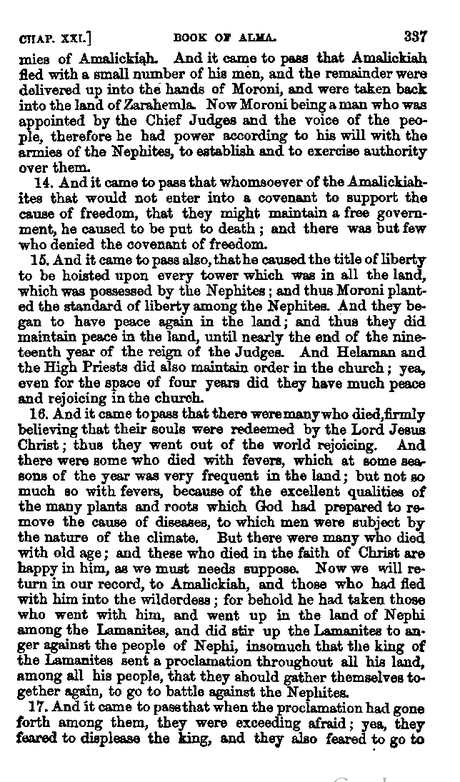 CHAP. XXI.] BOOK OF ALMA. 337
mies of Amalickiah. And it came to pass that Amalickiah
fled with a small number of his men, and the remainder were
delivered up into the hands of Moroni, and were taken back
into the land of Zarahemla. Now Moroni being a man who was
appointed by the Chief Judges and the voice of the peo-
ple, therefore he had power according to his will with the
armies of the Nephites, to establish and to exercise authority
over them.
14. And it came to pass that whomsoever of the Amalickiah-
ites that would not enter into a covenant to support the
cause of freedom, that they might maintain a free govern-
ment, he caused to be put to death; and there was but few
who denied the covenant of freedom.
15. And it came to pass also, that he caused the title of liberty
to be hoisted upon every tower which was in all the land,
which was possessed by the Nephites; and thus Moroni plant-
ed the standard of liberty among the Nephites. And they be-
gan to have peace again in the land; and thus they did
maintain peace in the land, until nearly the end of the nine-
teenth year of the reign of the Judges. And Helaman and
the High Priests did also maintain order in the church; yea,
even for the space of four years did they have much peace
and rejoicing in the church.
16. And it came to pass that there were many who died, firmly
believing that their souls were redeemed by the Lord Jesus
Christ; thus they went out of the world rejoicing. And
there were some who died with fevers, which at some sea-
sons of the year was very frequent in the land; but not so
much so with fevers, because of the excellent qualities of
the many plants and roots which God had prepared to re-
move the cause of diseases, to which men were subject by
the nature of the climate. But there were many who died
with old age; and these who died in the faith of Christ are
happy in him, as we must needs suppose. Now we will re-
turn in our record, to Amalickiah, and those who had fled
with him into the wilderdess; for behold he had taken those
who went with him, and went up in the land of Nephi
among the Lamanites, and did stir up the Lamanites to an-
ger against the people of Nephi, insomuch that the king of
the Lamanites sent a proclamation throughout all his land,
among all his people, that they should gather themselves to-
gether again, to go to battle against the Nephites.
17. And it came to pass that when the proclamation had gone
forth among them, they were exceeding afraid; yea, they
feared to displease the king, and they also feared to go to